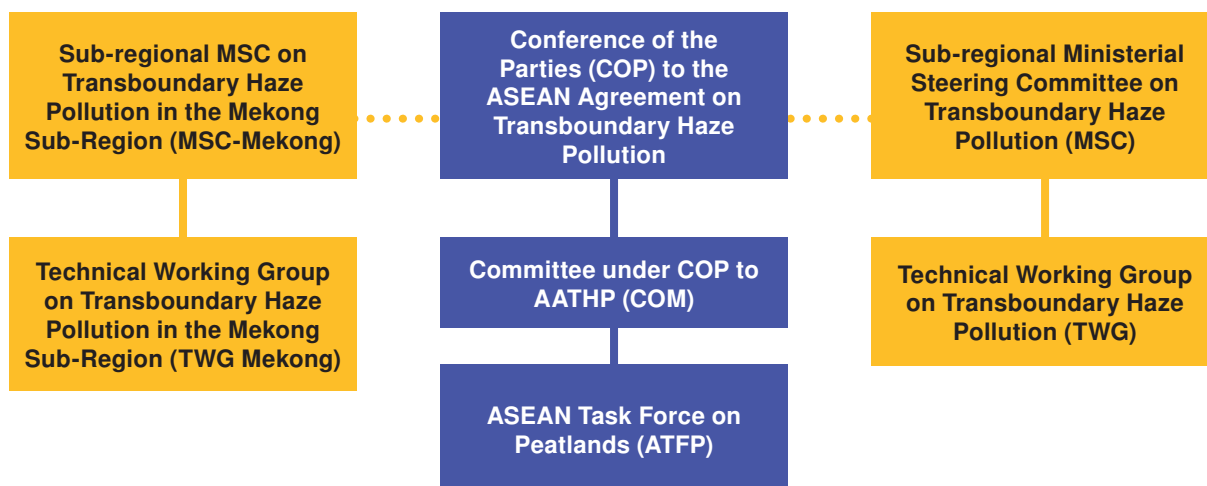 Sub-regional MSC on
Transboundary Haze
Pollution in the Mekong
Sub-Region (MSC-Mekong)
Conference of the
Parties (COP) to the
ASEAN Agreement on
Transboundary Haze
Pollution
Sub-regional Ministerial
Steering Committee on
Transboundary Haze
Pollution (MSC)
Technical Working Group
on Transboundary Haze
Pollution in the Mekong
Sub-Region (TWG Mekong)
Committee under COP to
AATHP (COM)
Technical Working Group
on Transboundary Haze
Pollution (TWG)
ASEAN Task Force on
Peatlands (ATFP)